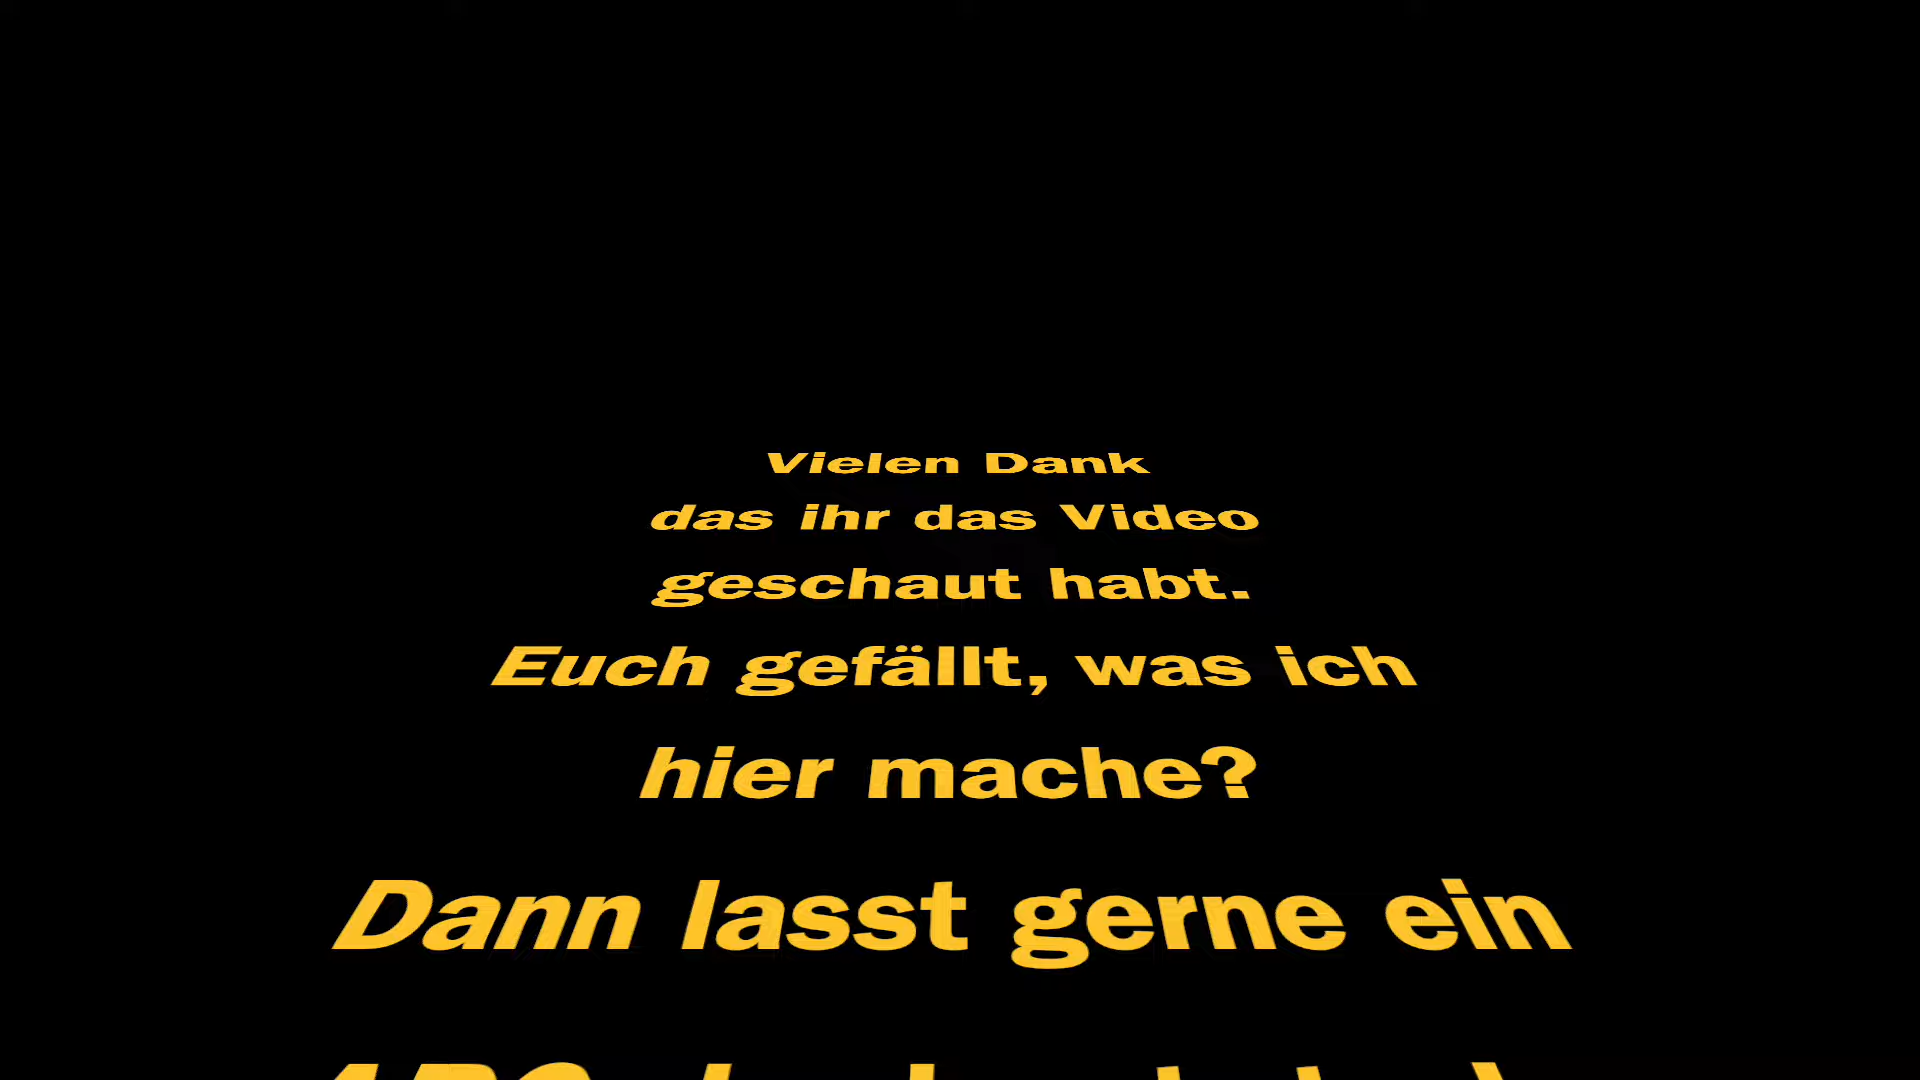 Vielen Dank
das ihr das Video
geschaut habt.
Euch gefällt, was ich
hier mache?
Dann lasst gerne ein